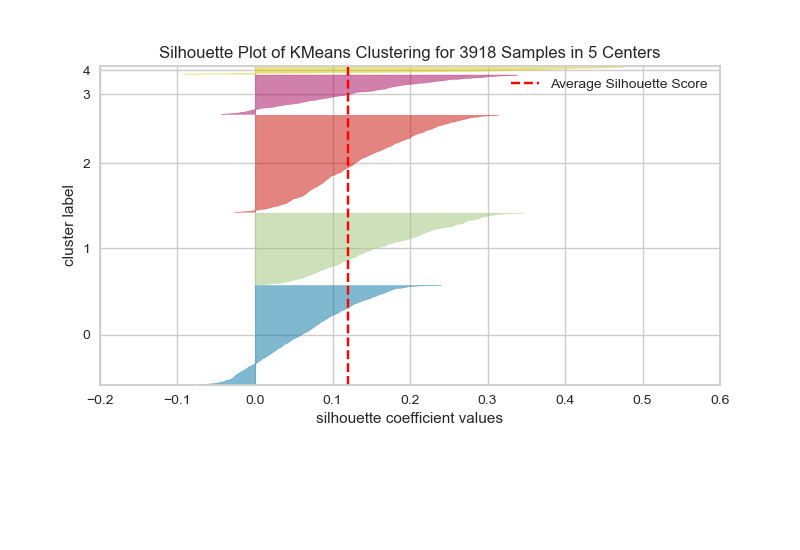 Silhouette Plot of KMeans Clustering for 3918 Samples in 5 Centers
4
3
2
1
0
cluster label
Average Silhouette Score
−0.2 −0.1 0.0 0.1 0.2 0.3 0.4 0.5 0.6
silhouette coefficient values